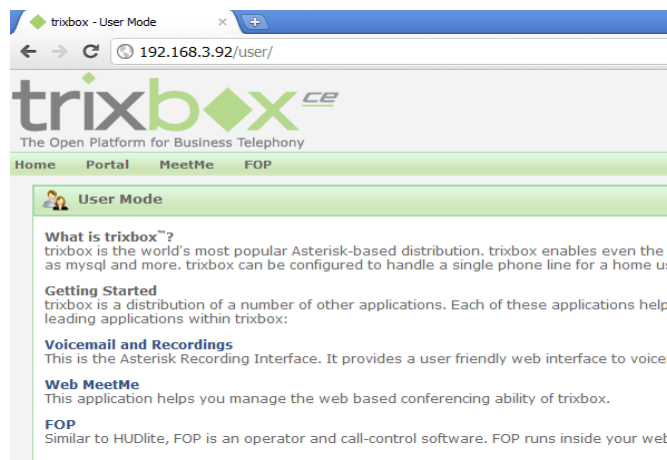 trixbox - User Mode
192.168.3.92/user/
trixbox CE
The Open Platform for Business Telephony
Home Portal MeetMe FOP
User Mode
What is trixbox™?
trixbox is the world's most popular Asterisk-based distribution. trixbox enables even the
as mysql and more. trixbox can be configured to handle a single phone line for a home
Getting Started
trixbox is a distribution of a number of other applications. Each of these applications help
leading applications within trixbox:
Voicemail and Recordings
This is the Asterisk Recording Interface. It provides a user friendly web interface to
Web MeetMe
This application helps you manage the web based conferencing ability of trixbox.
FOP
Similar to HUDlite, FOP is an operator and call-control software. FOP runs inside your web